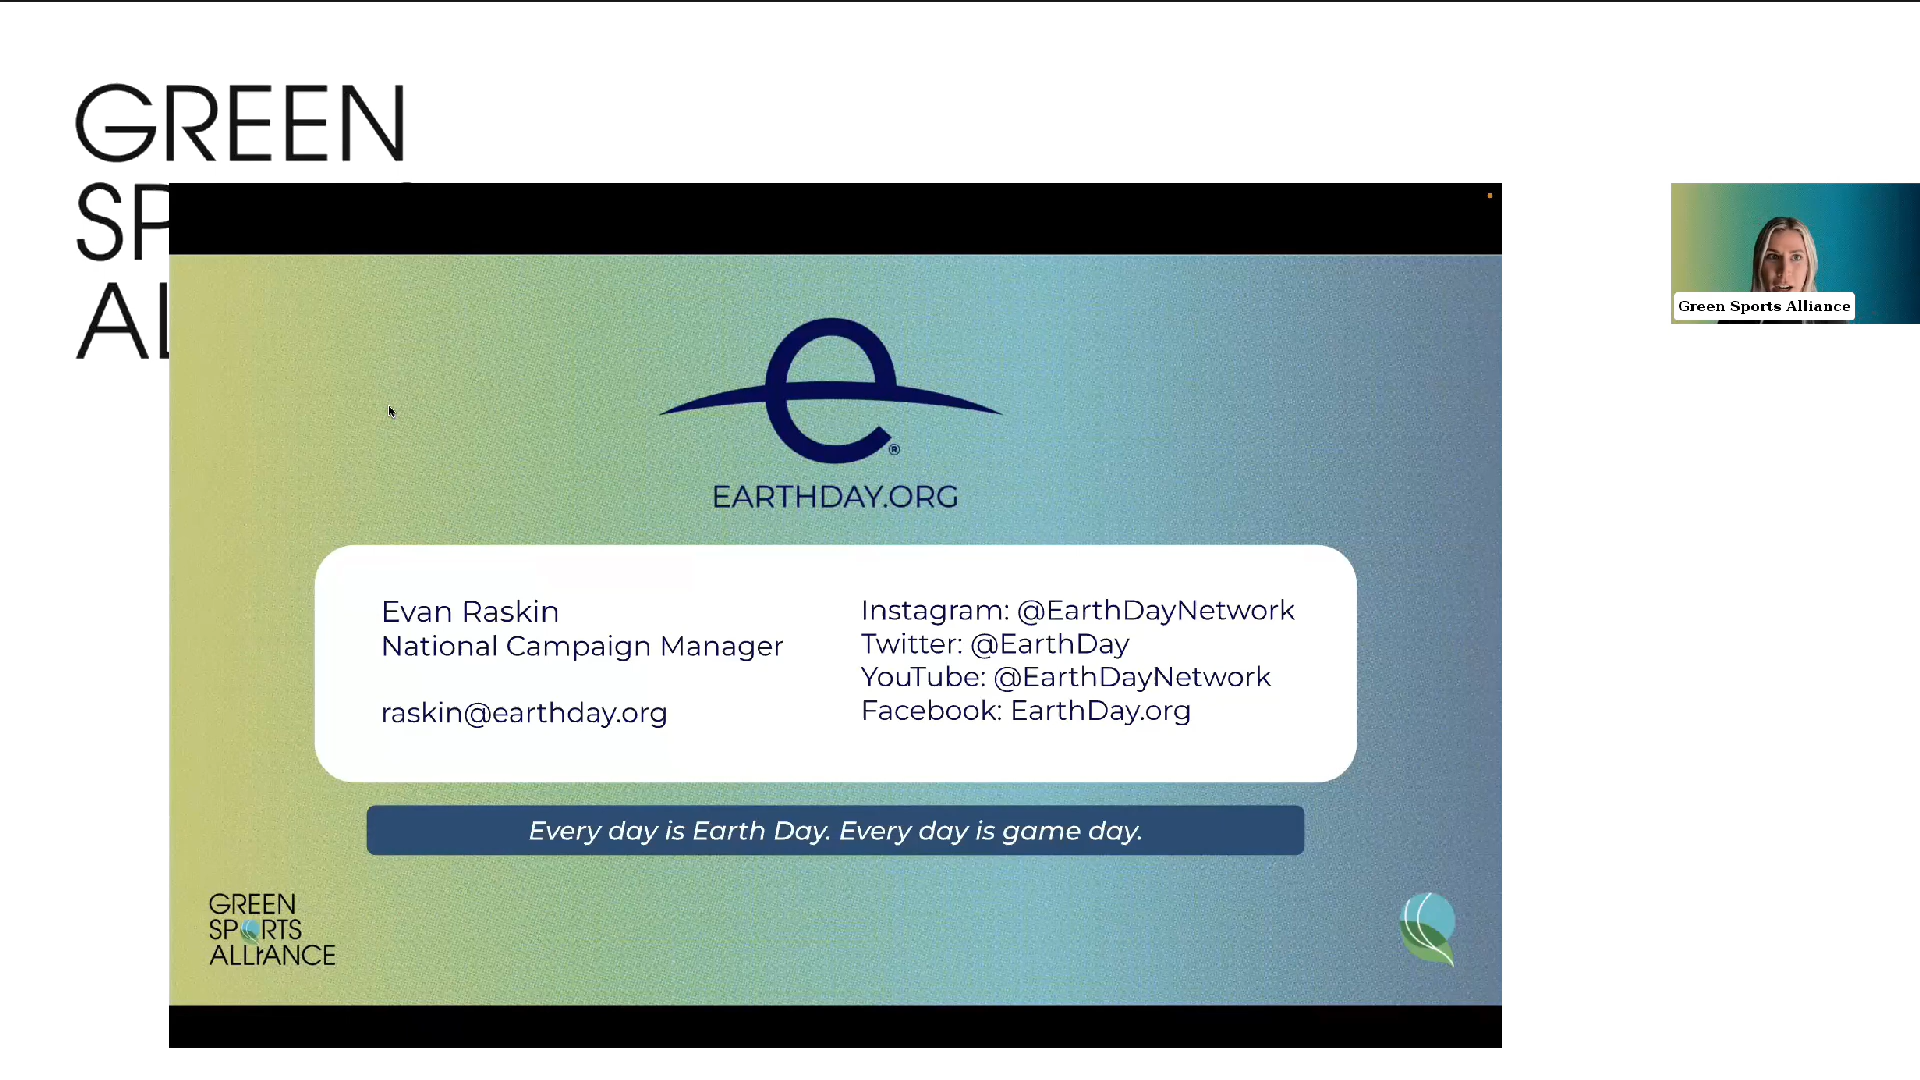 GREEN
SP
AL
Green Sports Alliance
e®
EARTHDAY.ORG
Evan Raskin
National Campaign Manager
raskin@earthday.org
Instagram: @EarthDayNetwork
Twitter: @EarthDay
YouTube: @EarthDayNetwork
Facebook: EarthDay.org
Every day is Earth Day. Every day is game day.
GREEN
SPORTS
ALLIANCE